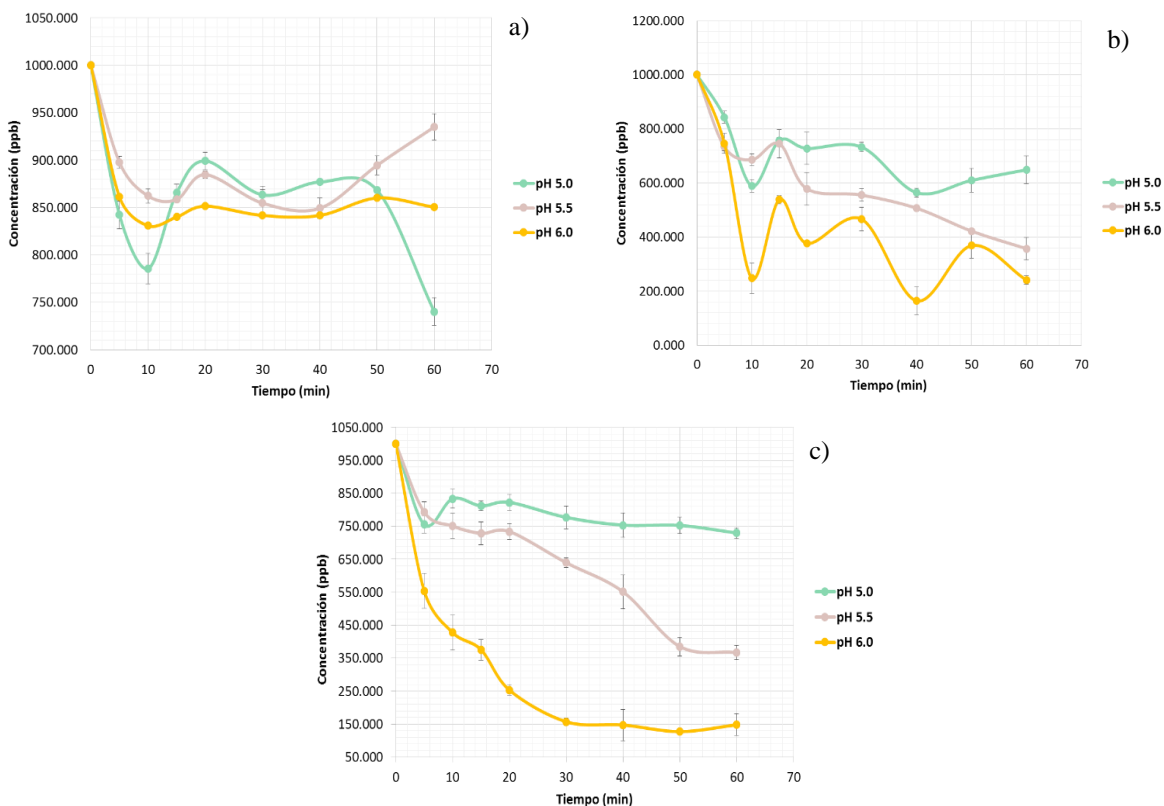 a)
1050.000
1000.000
950.000
900.000
850.000
800.000
750.000
700.000
Concentración (ppb)
0 10 20 30 40 50 60 70
Tiempo (min)
pH 5.0
pH 5.5
pH 6.0
b)
1200.000
1000.000
800.000
600.000
400.000
200.000
0.000
Concentración (ppb)
0 10 20 30 40 50 60 70
Tiempo (min)
pH 5.0
pH 5.5
pH 6.0
c)
1050.000
950.000
850.000
750.000
650.000
550.000
450.000
350.000
250.000
150.000
50.000
Concentración (ppb)
0 10 20 30 40 50 60 70
Tiempo (min)
pH 5.0
pH 5.5
pH 6.0